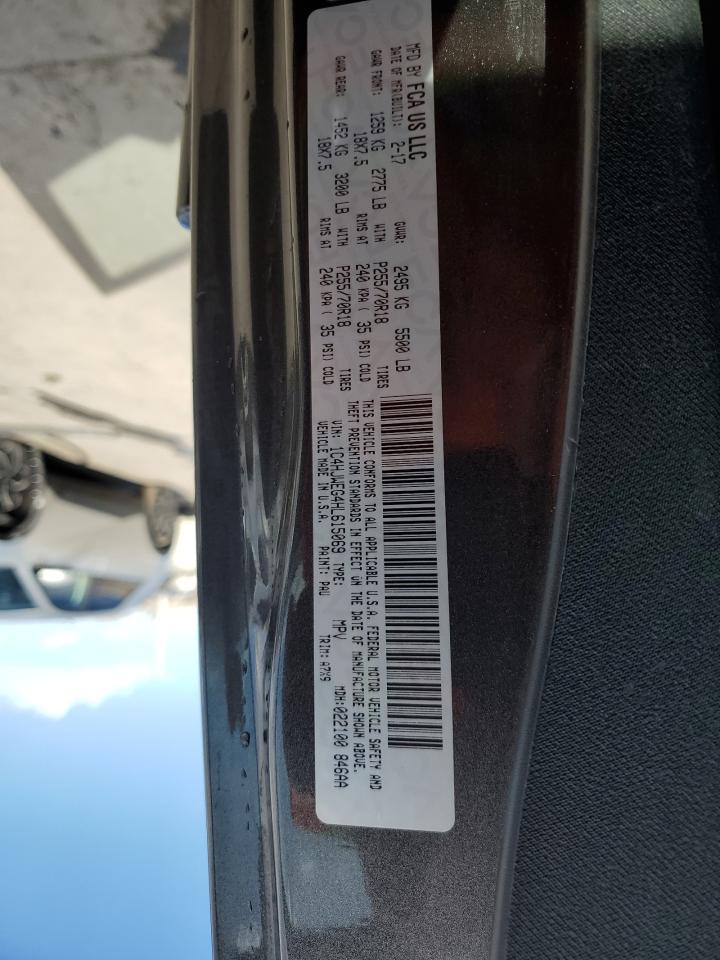 MFD BY FCA US LLC
DATE OF MFR(BUILT): 2-17 GVWR: 2495 KG 5500 LB
GAWR FRONT: 1259 KG 2775 LB WITH P255/70R18 TIRES
18X7.5 RIMS AT 240 KPA ( 35 PSI) COLD
GAWR REAR: 1452 KG 3200 LB WITH P255/70R18 TIRES
18X7.5 RIMS AT 240 KPA ( 35 PSI) COLD
THIS VEHICLE CONFORMS TO ALL APPLICABLE U.S.A. FEDERAL MOTOR VEHICLE SAFETY AND
THEFT PREVENTION STANDARDS IN EFFECT ON THE DATE OF MANUFACTURE SHOWN ABOVE.
VIN: 1C4HJWEG4HL615069 TYPE: MPV MDH:022100 846AA
VEHICLE MADE IN U.S.A. PAINT: PAU TRIM: A7X9